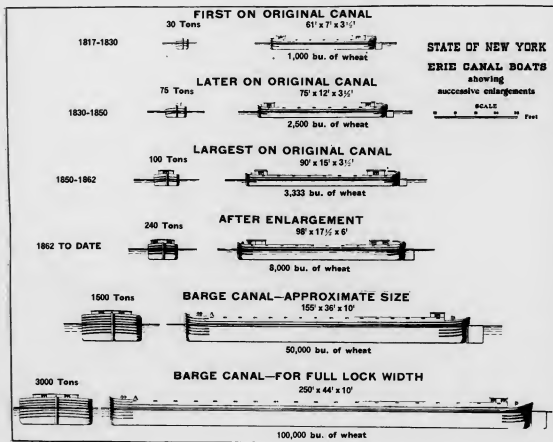 FIRST ON ORIGINAL CANAL
30 Tons
61' x 7' x 3½'
1817-1830
1,000 bu. of wheat
STATE OF NEW YORK
ERIE CANAL BOATS
showing
successive enlargements
SCALE
Feet
LATER ON ORIGINAL CANAL
75 Tons
75' x 12' x 3½'
1830-1850
2,500 bu. of wheat
LARGEST ON ORIGINAL CANAL
100 Tons
90' x 15' x 3½'
1850-1862
3,333 bu. of wheat
AFTER ENLARGEMENT
240 Tons
98' x 17½ x 6'
1862 TO DATE
8,000 bu. of wheat
1500 Tons
BARGE CANAL—APPROXIMATE SIZE
155' x 36' x 10'
50,000 bu. of wheat
3000 Tons
BARGE CANAL—FOR FULL LOCK WIDTH
250' x 44' x 10'
100,000 bu. of wheat